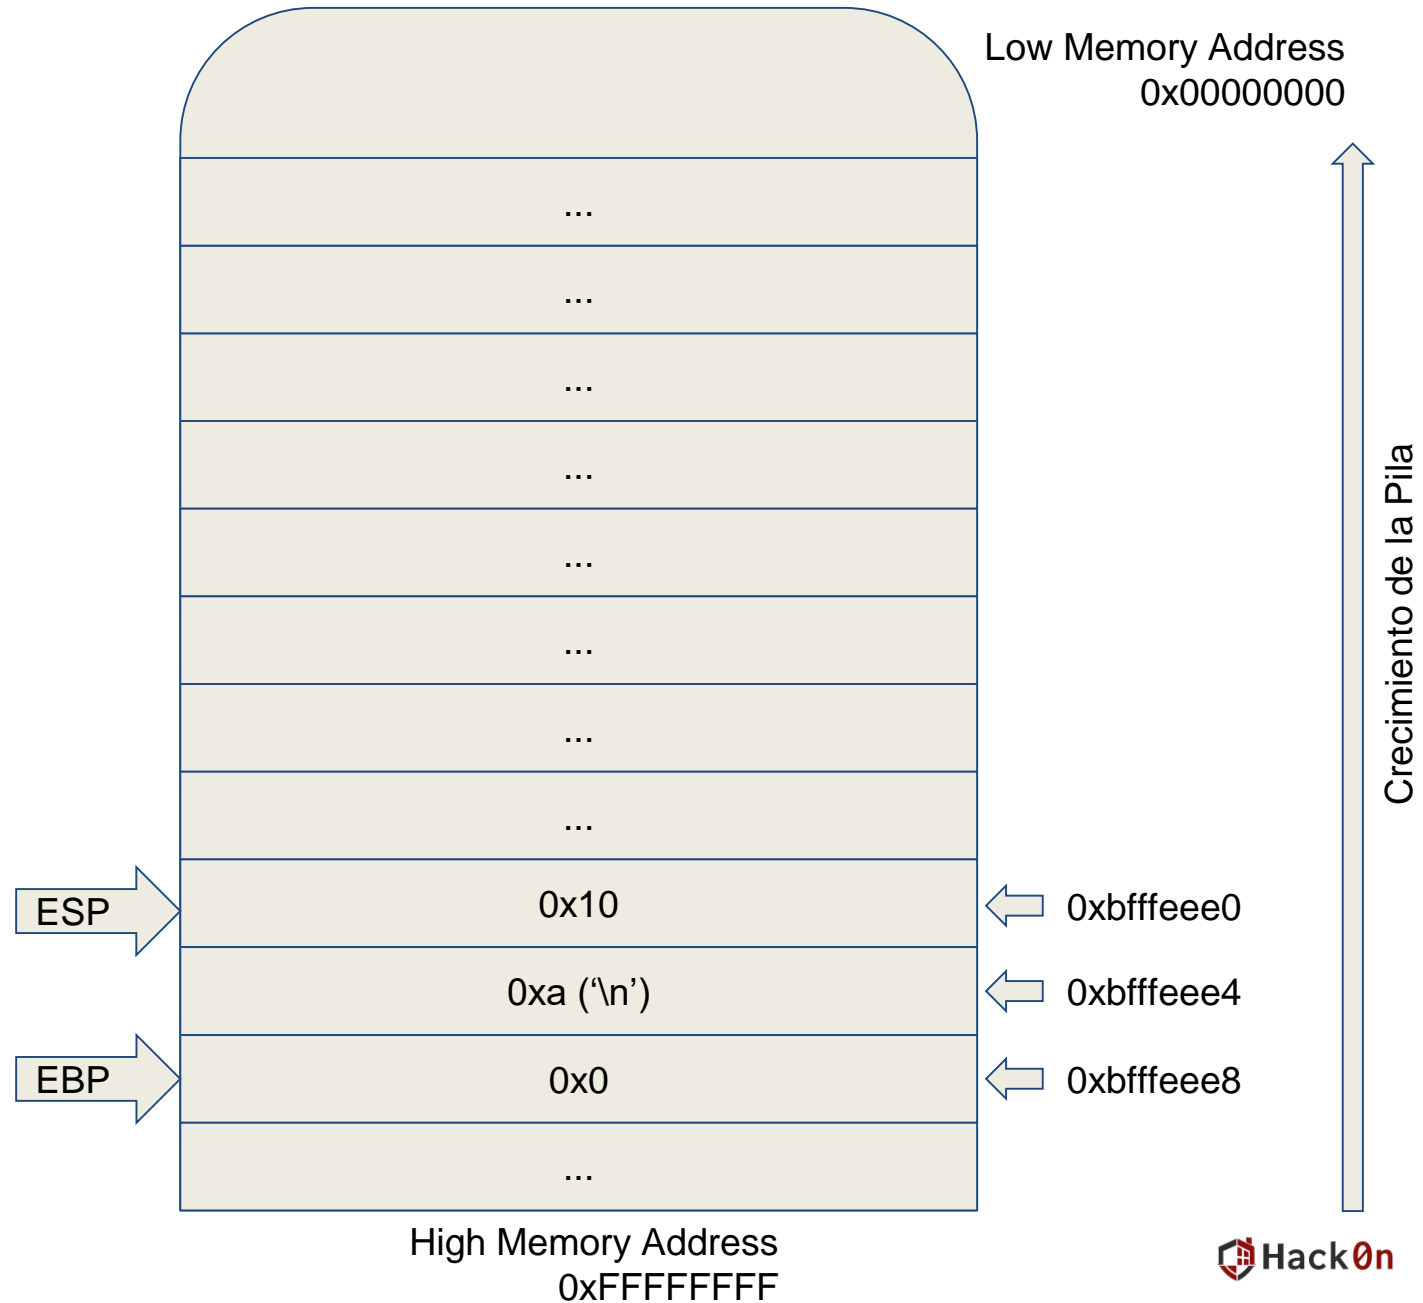 Low Memory Address
0x00000000
...
...
...
...
...
...
...
...
Crecimiento de la Pila
ESP
0x10
0xbfffeee0
0xa (‘\n’)
0xbfffeee4
EBP
0x0
0xbfffeee8
...
High Memory Address
0xFFFFFFFF
Hack0n